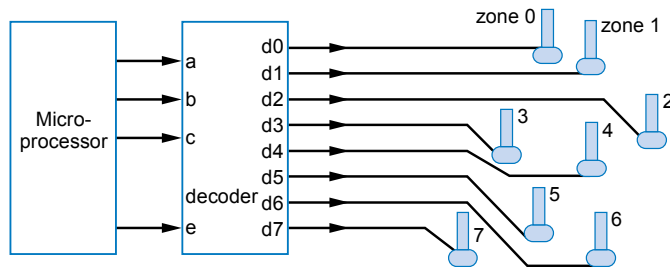 Micro-
processor
a
b
c
e
decoder
d0
d1
d2
d3
d4
d5
d6
d7
zone 0
zone 1
2
3
4
5
6
7